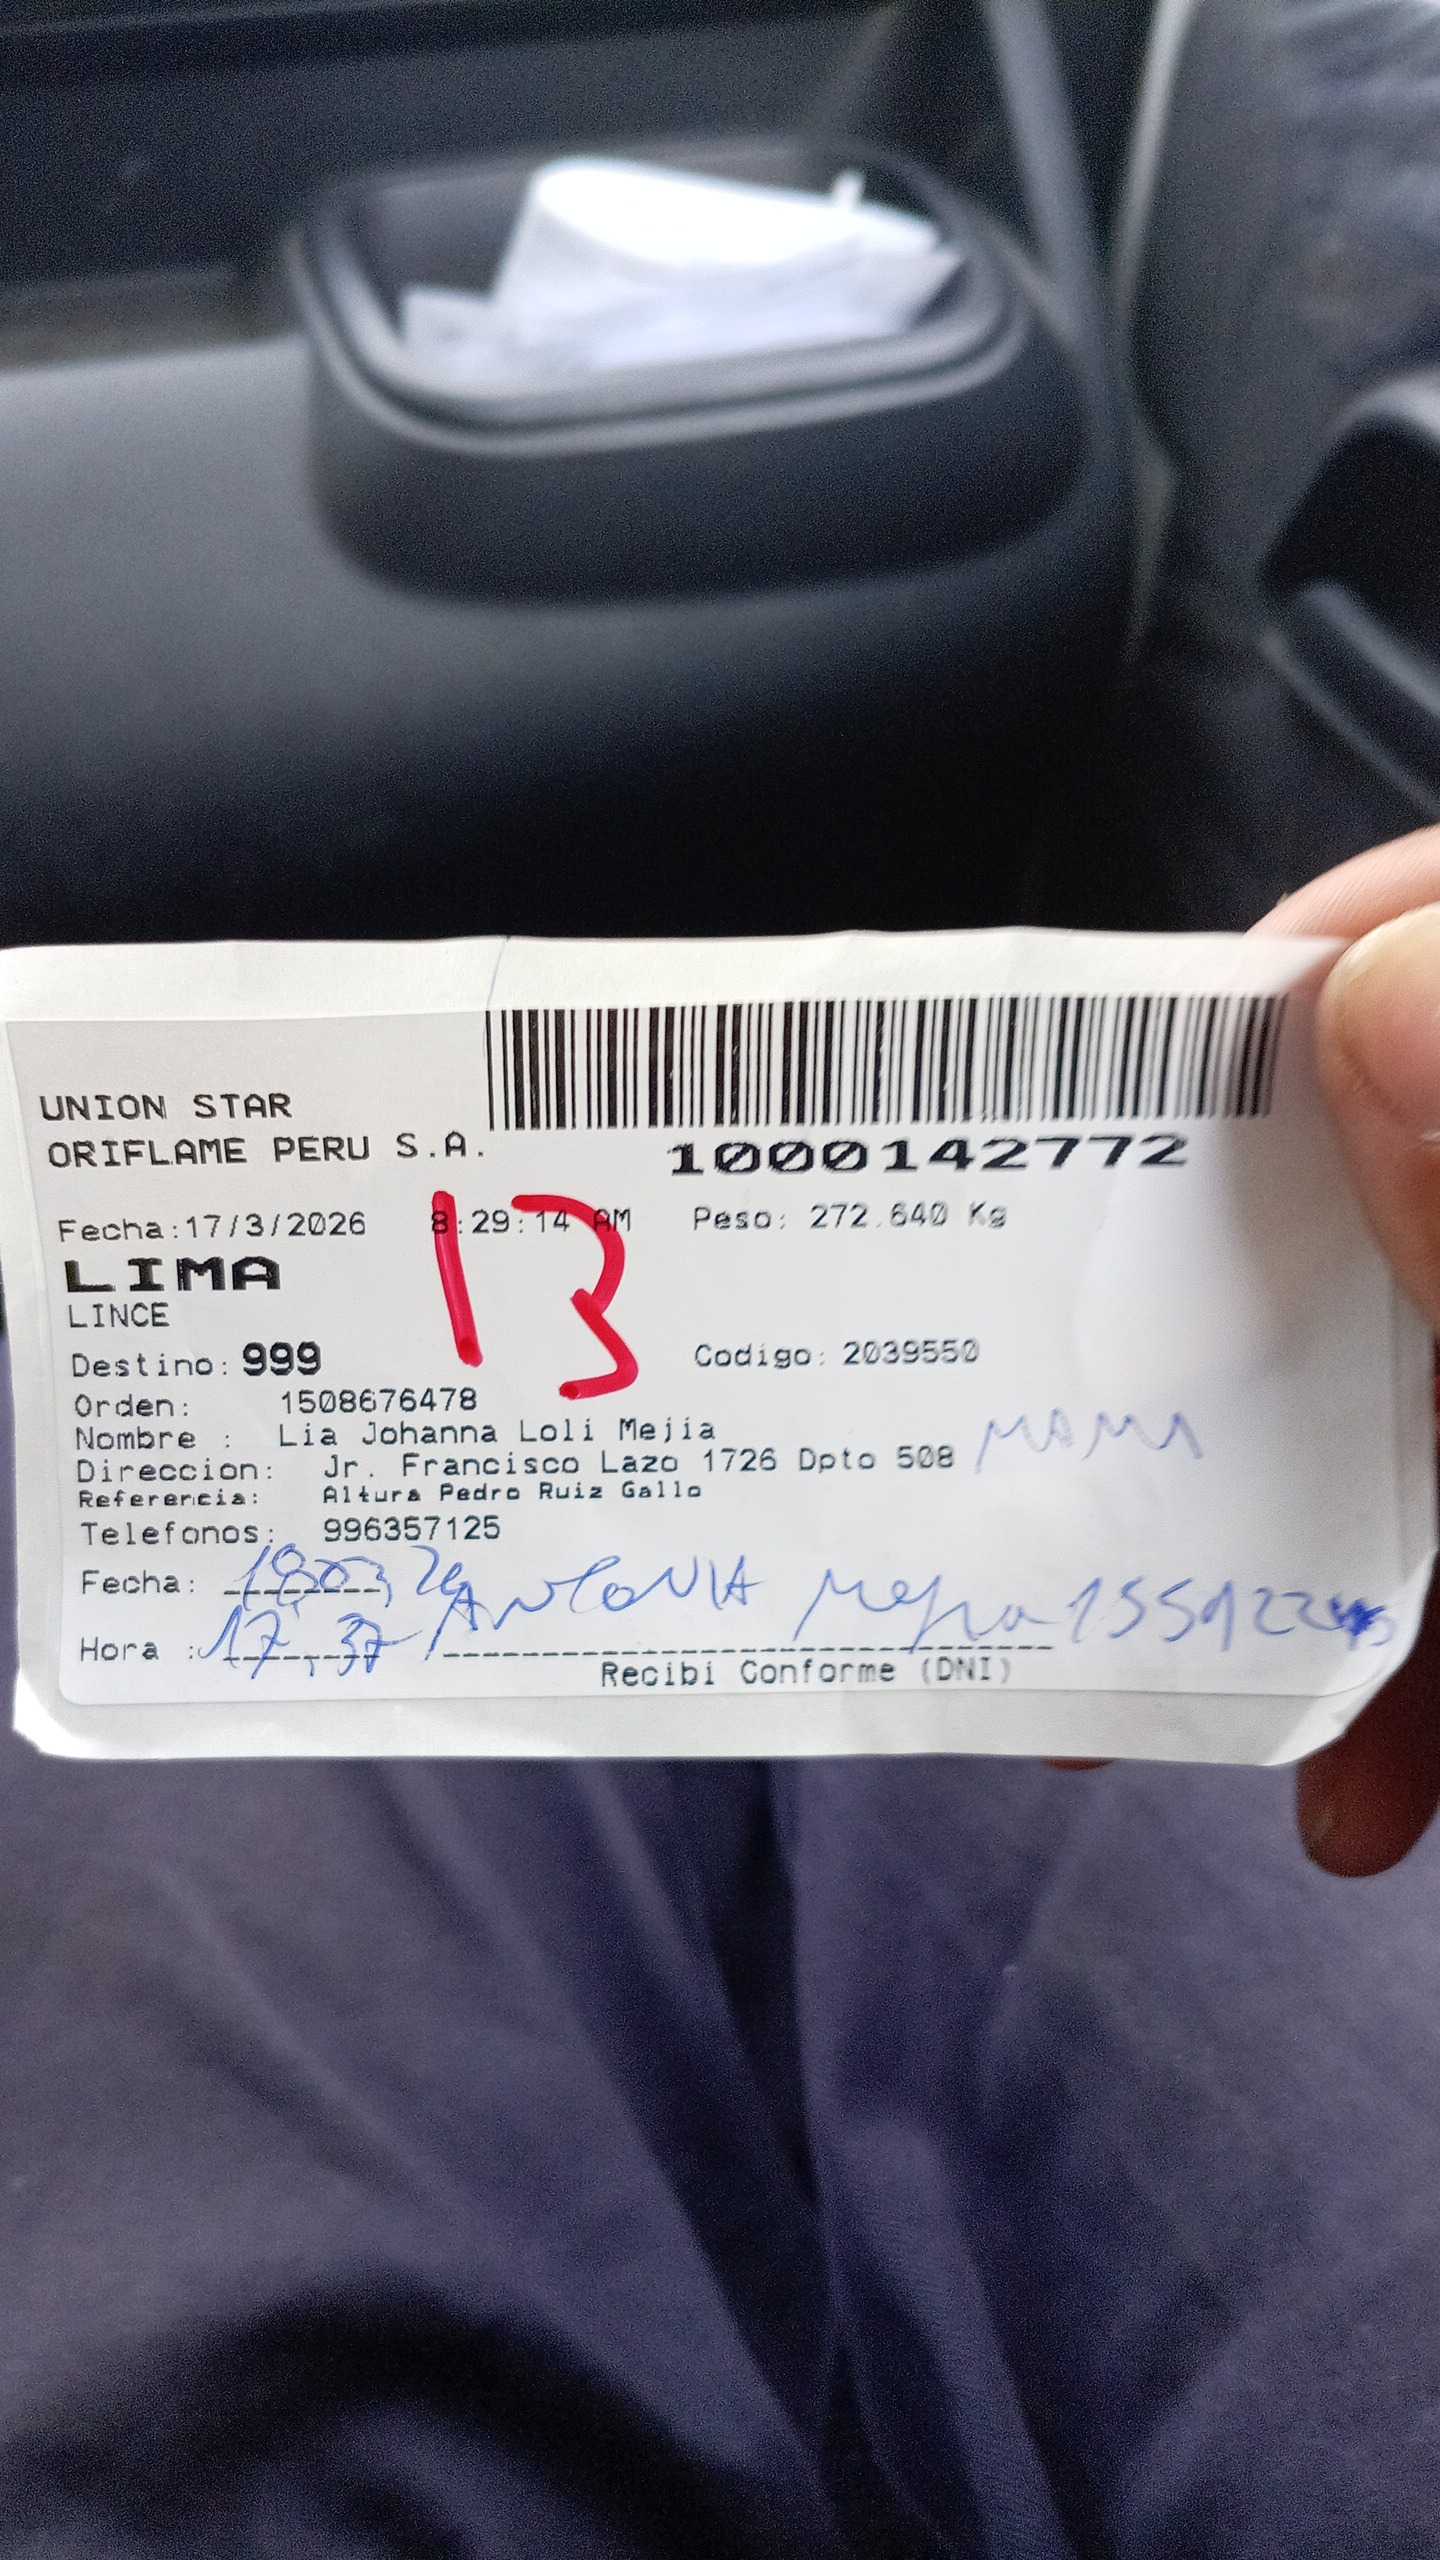 UNION STAR
ORIFLAME PERU S.A.
1000142772
Fecha:17/3/2026 8:29:14 AM Peso: 272.640 Kg
13
LIMA
LINCE
Destino: 999 Codigo: 2039550
Orden: 1508676478
Nombre : Lia Johanna Loli Mejia
Direccion: Jr. Francisco Lazo 1726 Dpto 508 MAMA
Referencia: Altura Pedro Ruiz Gallo
Telefonos: 996357125
Fecha: ANTONIA Mejia
Hora : 17:37
Recibi Conforme (DNI)